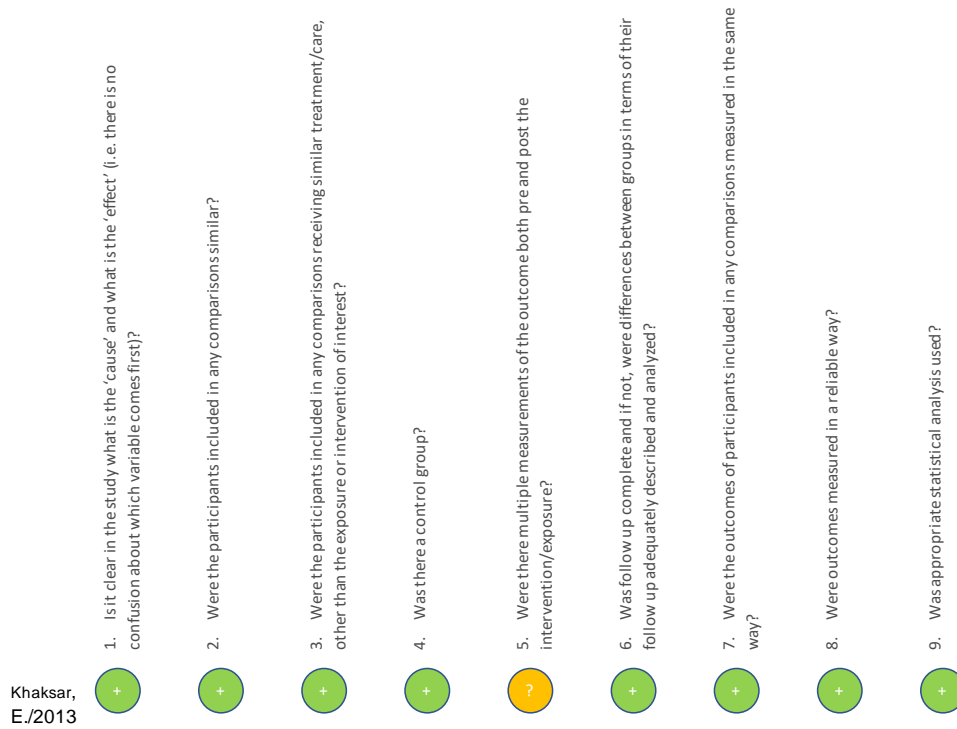 1. Is it clear in the study what is the ‘cause’ and what is the ‘effect’ (i.e. there is no
confusion about which variable comes first)?
2. Were the participants included in any comparisons similar?
3. Were the participants included in any comparisons receiving similar treatment/care,
other than the exposure or intervention of interest?
4. Was there a control group?
5. Were there multiple measurements of the outcome both pre and post the
intervention/exposure?
6. Was follow up complete and if not, were differences between groups in terms of their
follow up adequately described and analyzed?
7. Were the outcomes of participants included in any comparisons measured in the same
way?
8. Were outcomes measured in a reliable way?
9. Was appropriate statistical analysis used?
Khaksar,
E./2013
+
+
+
+
?
+
+
+
+